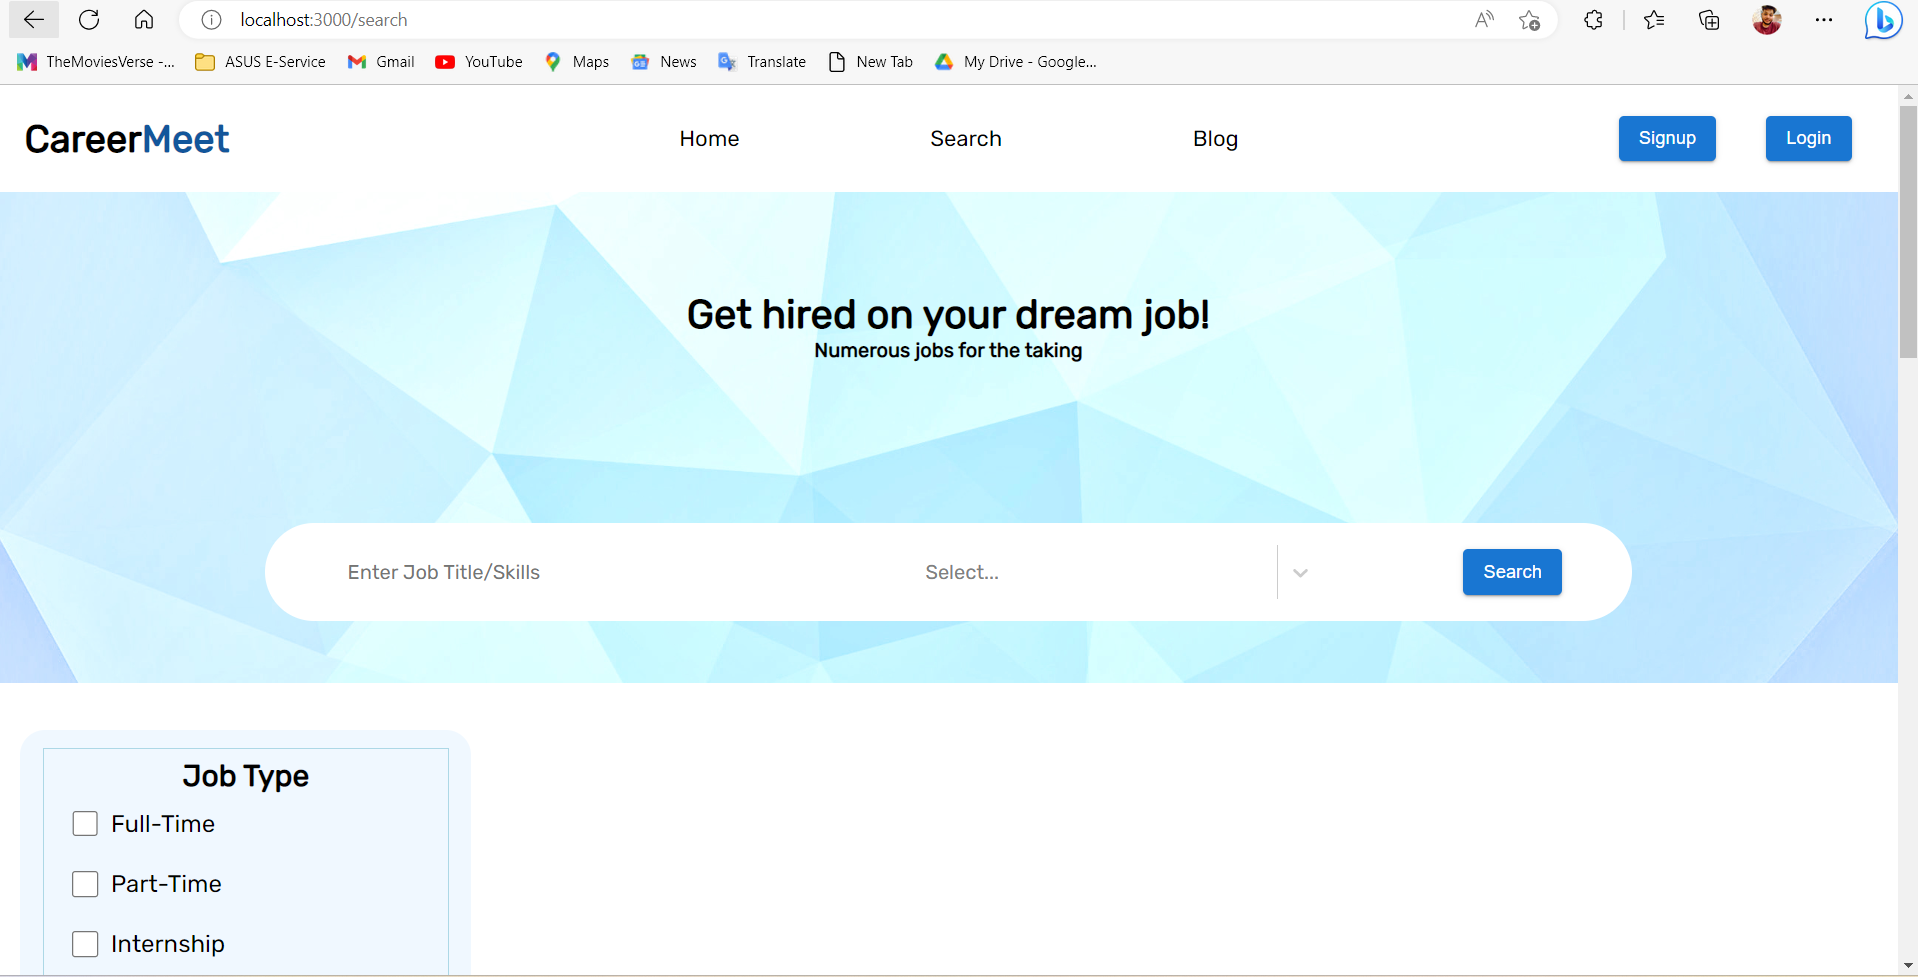 localhost:3000/search
TheMoviesVerse -... ASUS E-Service Gmail YouTube Maps News Translate New Tab My Drive - Google...
CareerMeet Home Search Blog Signup Login
Get hired on your dream job!
Numerous jobs for the taking
Enter Job Title/Skills Select... Search
Job Type
Full-Time
Part-Time
Internship